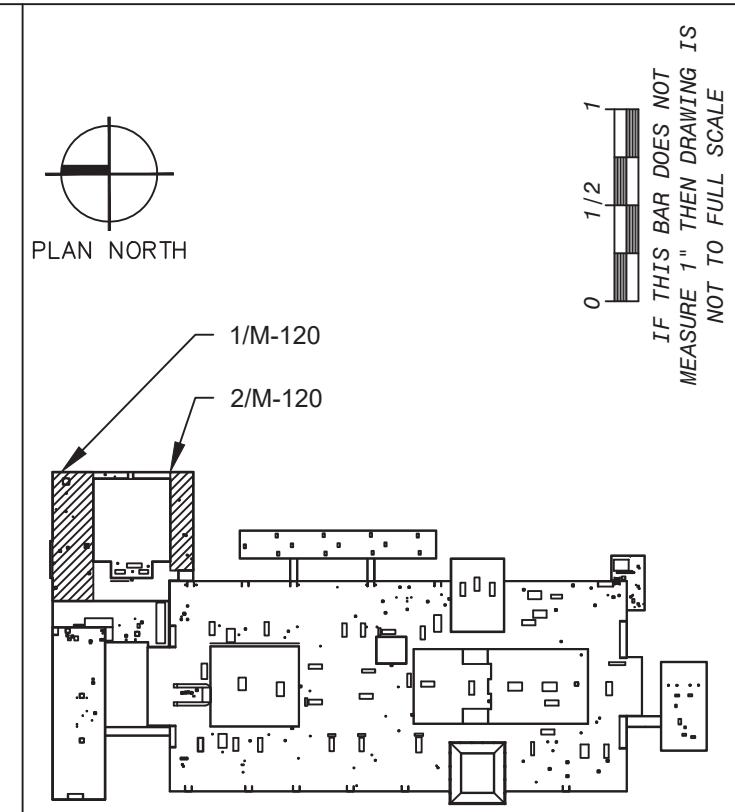 PLAN NORTH
0 1/2 1
IF THIS BAR DOES NOT
MEASURE 1" THEN DRAWING IS
NOT TO FULL SCALE
1/M-120
2/M-120